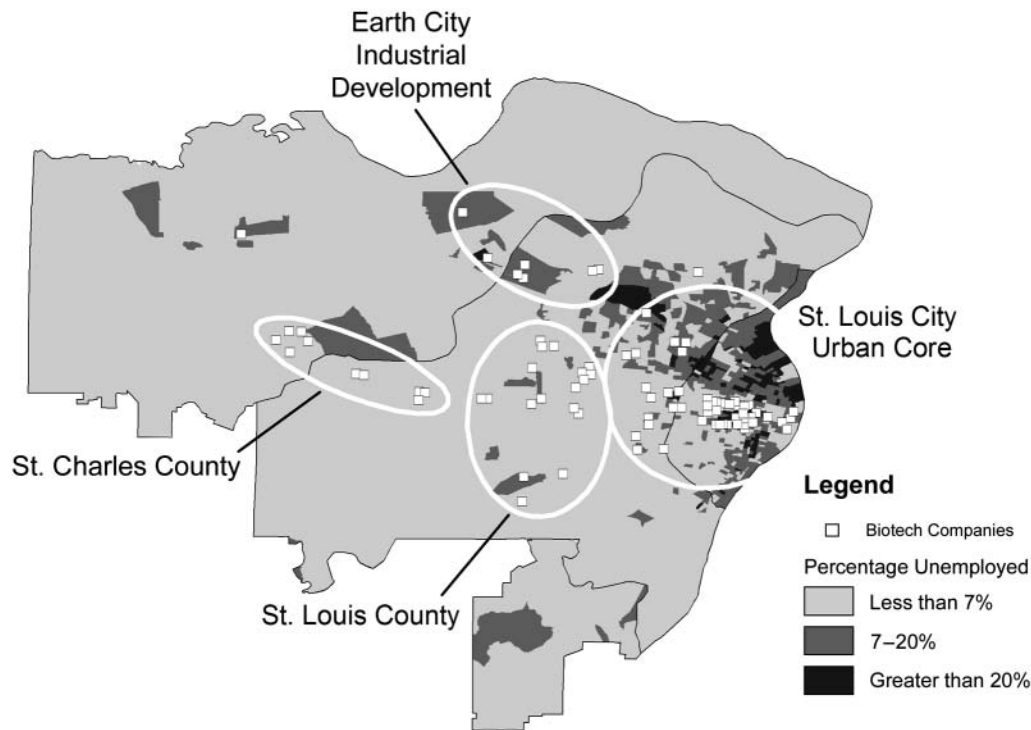 Earth City
Industrial
Development
St. Louis City
Urban Core
St. Charles County
St. Louis County
Legend
Biotech Companies
Percentage Unemployed
Less than 7%
7–20%
Greater than 20%